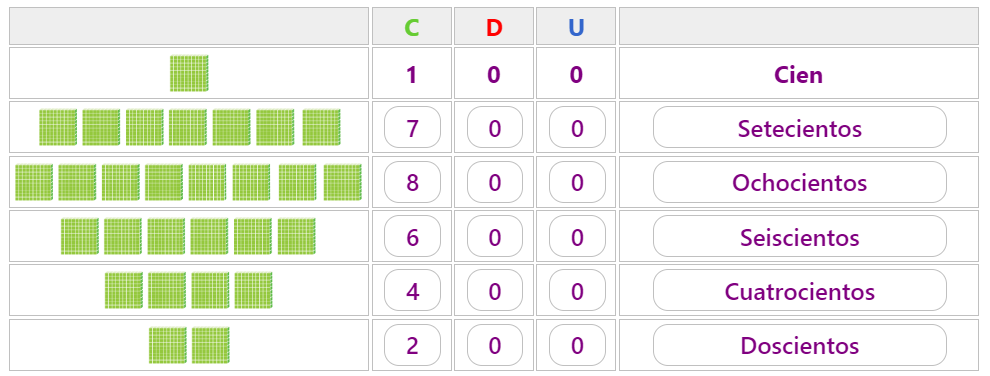 C D U
1 0 0 Cien
7 0 0 Setecientos
8 0 0 Ochocientos
6 0 0 Seiscientos
4 0 0 Cuatrocientos
2 0 0 Doscientos